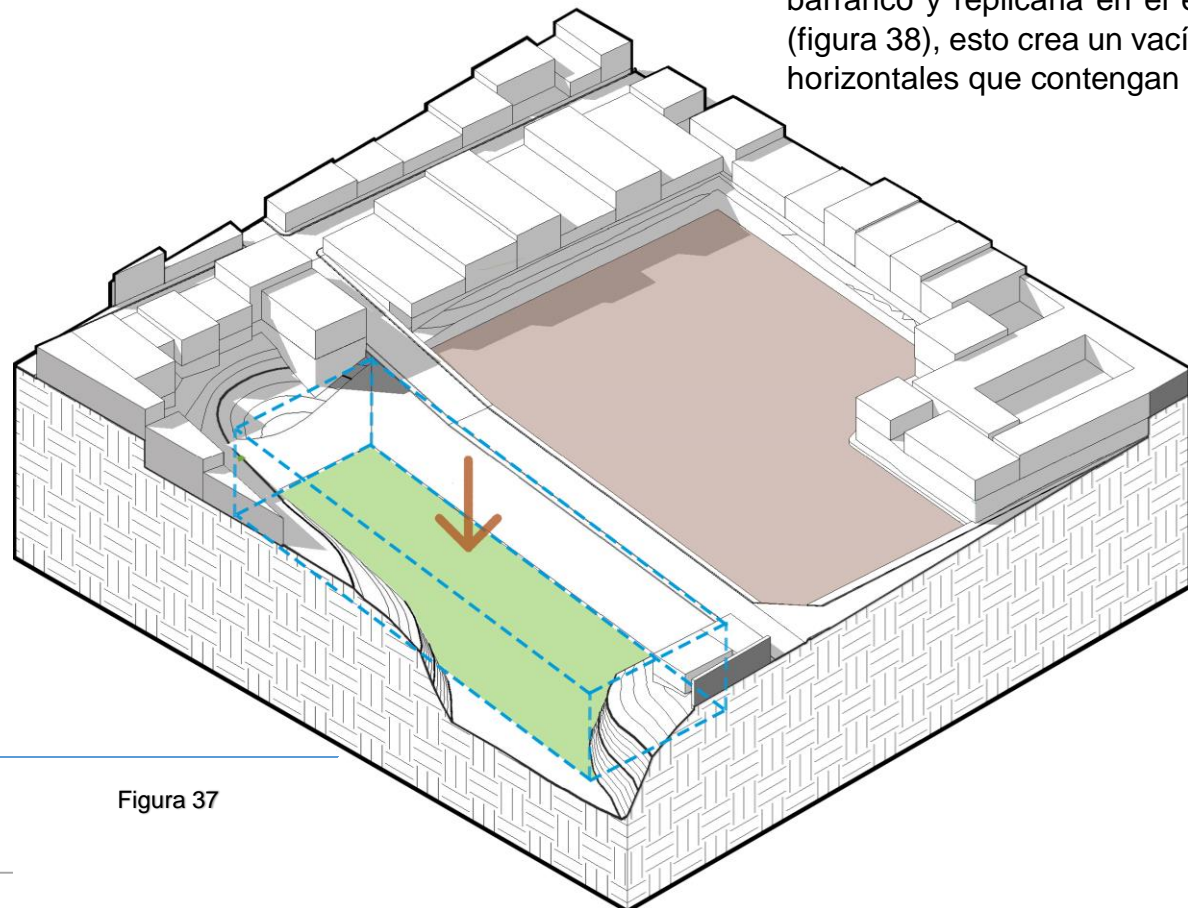 barranco y replicarla en el e
(figura 38), esto crea un vací
horizontales que contengan
Figura 37